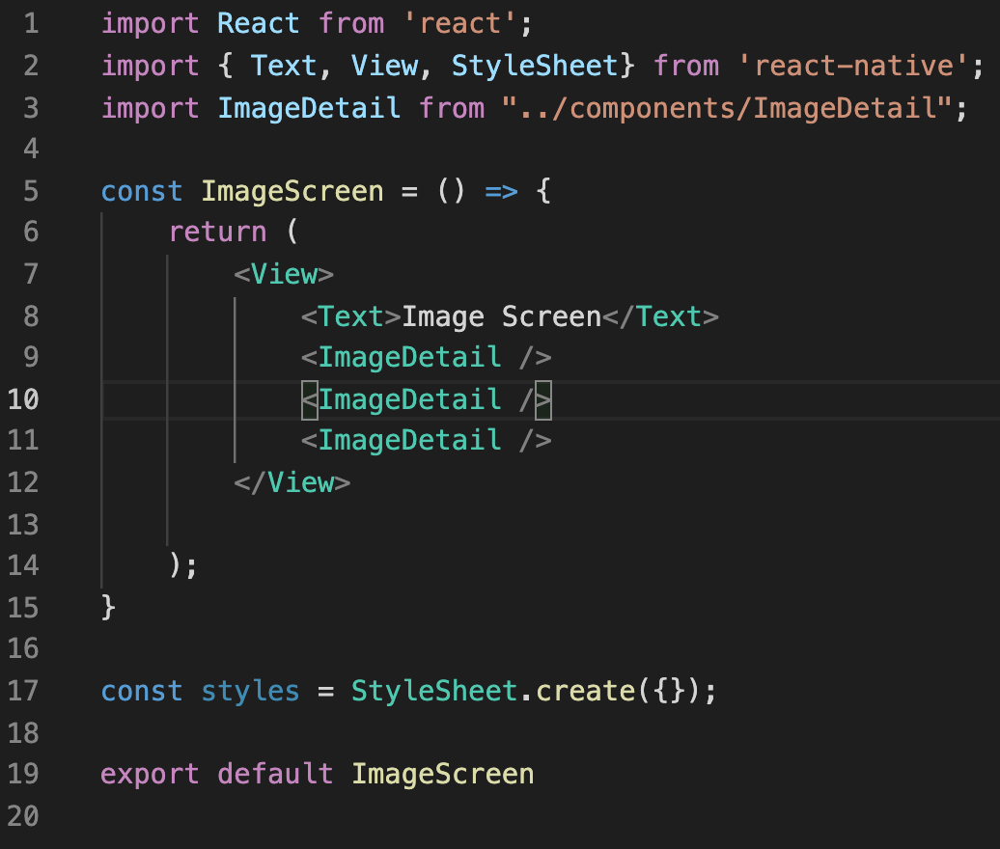 1 import React from 'react';
2 import { Text, View, StyleSheet} from 'react-native';
3 import ImageDetail from "../components/ImageDetail";
4
5 const ImageScreen = () => {
6     return (
7         <View>
8             <Text>Image Screen</Text>
9             <ImageDetail />
10             <ImageDetail />
11             <ImageDetail />
12         </View>
13
14     );
15 }
16
17 const styles = StyleSheet.create({});
18
19 export default ImageScreen
20